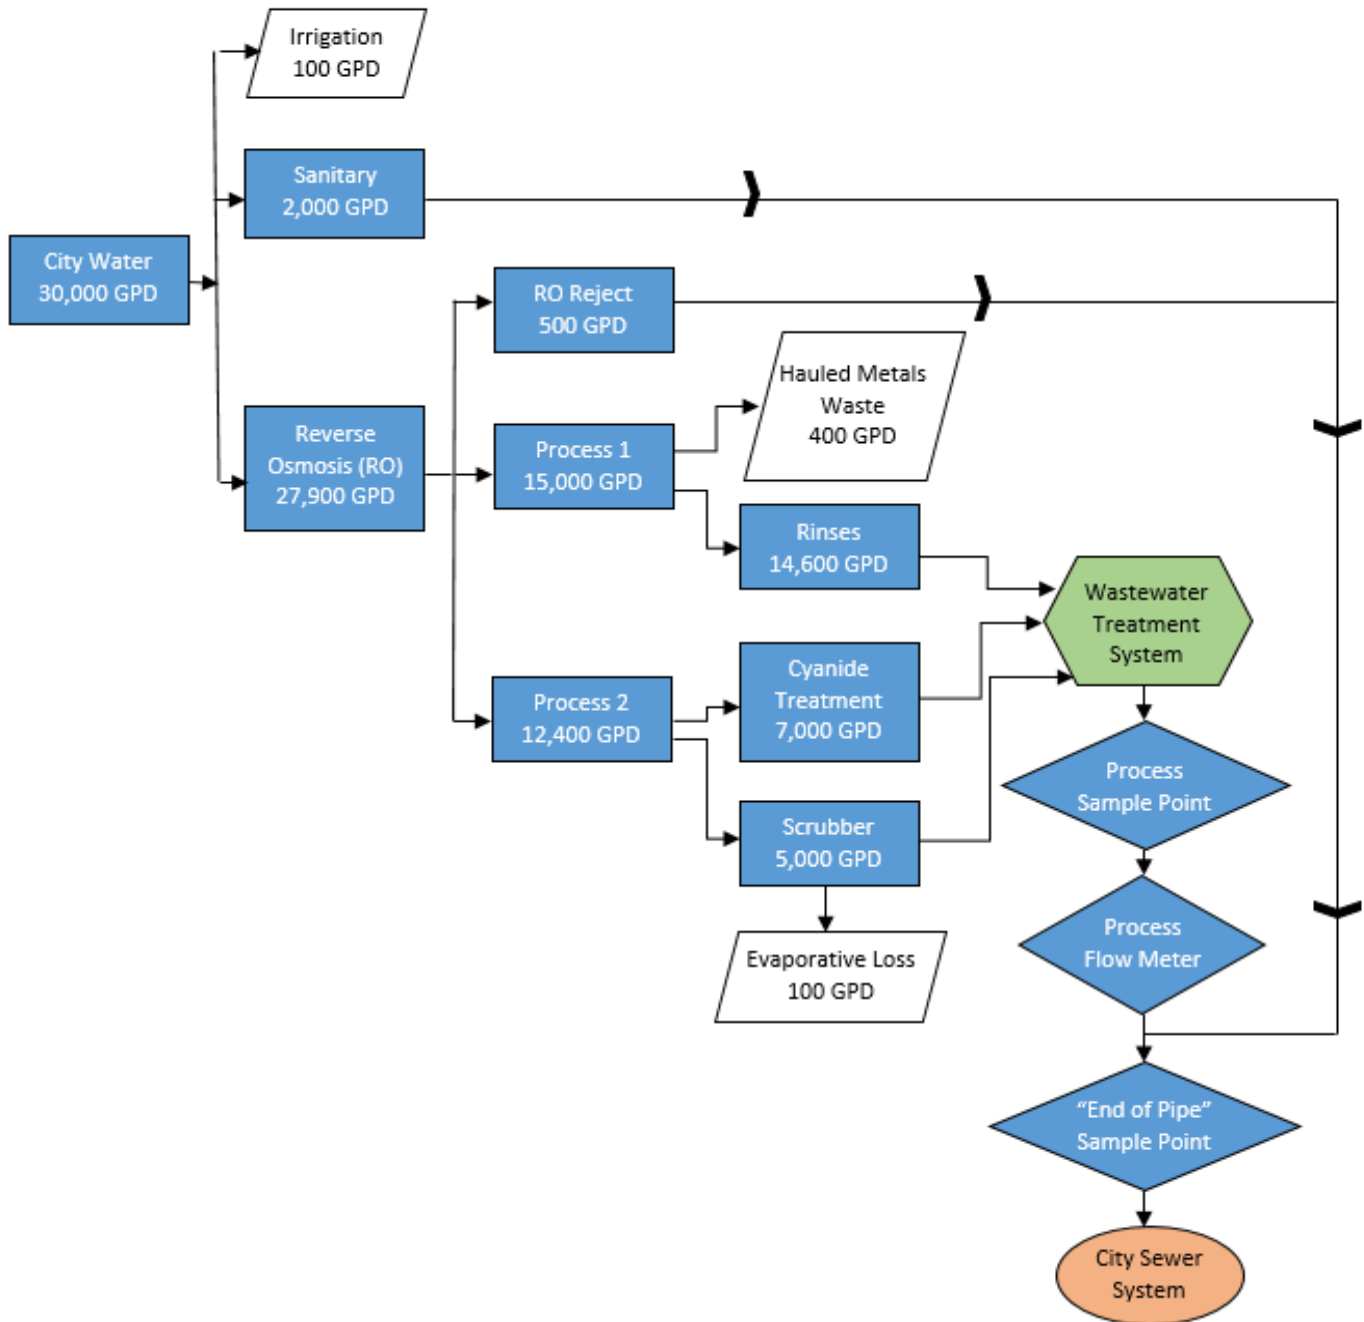 Irrigation
100 GPD
Sanitary
2,000 GPD
City Water
30,000 GPD
RO Reject
500 GPD
Hauled Metals
Waste
400 GPD
Reverse
Osmosis (RO)
27,900 GPD
Process 1
15,000 GPD
Rinses
14,600 GPD
Wastewater
Treatment
System
Process 2
12,400 GPD
Cyanide
Treatment
7,000 GPD
Process
Sample Point
Scrubber
5,000 GPD
Process
Flow Meter
Evaporative Loss
100 GPD
“End of Pipe”
Sample Point
City Sewer
System